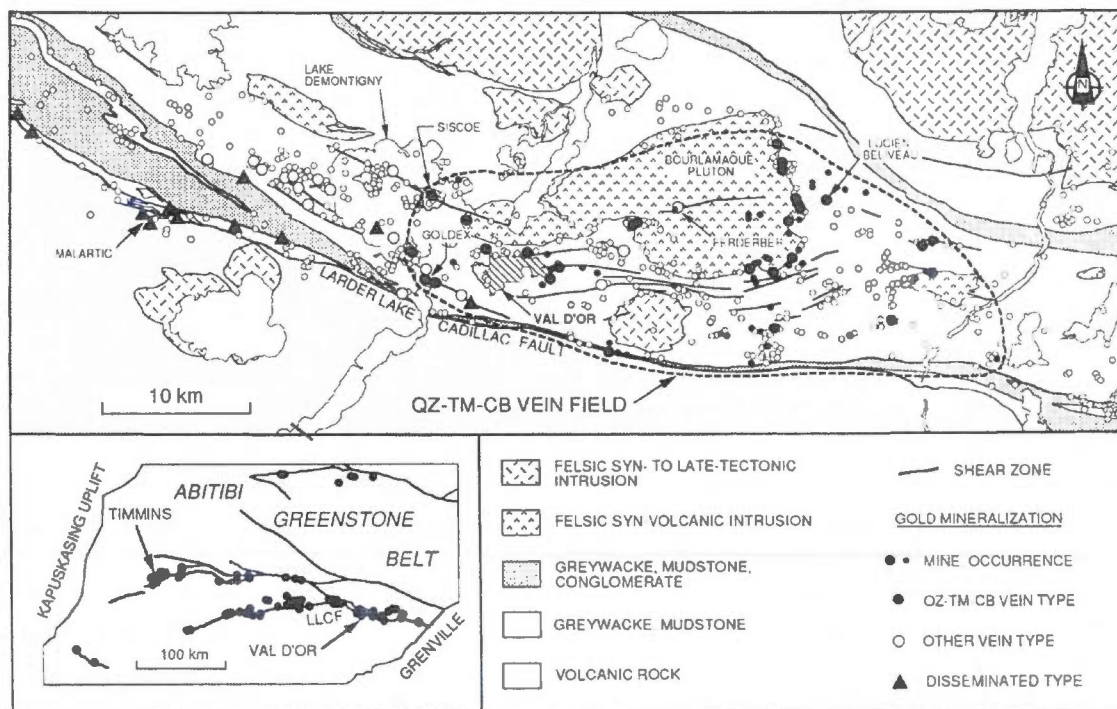 LAKE
DEMONTIGNY
SISCOE
N
LUCIEN
BELIVEAU
BOURLAMAQUE
PLUTON
GOLDEX
FERDERBER
MALARTIC
LARDER LAKE
VAL D'OR
CADILLAC FAULT
10 km
QZ-TM-CB VEIN FIELD
KAPUSKASING UPLIFT
TIMMINS
ABITIBI
GREENSTONE
BELT
LLCF
VAL D'OR
GRENVILLE
100 km
FELSIC SYN- TO LATE-TECTONIC
INTRUSION
FELSIC SYN VOLCANIC INTRUSION
GREYWACKE, MUDSTONE,
CONGLOMERATE
GREYWACKE MUDSTONE
VOLCANIC ROCK
SHEAR ZONE
GOLD MINERALIZATION
MINE OCCURRENCE
QZ-TM CB VEIN TYPE
OTHER VEIN TYPE
DISSEMINATED TYPE